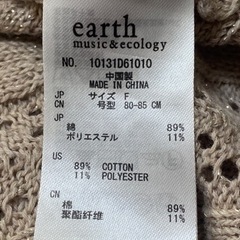 earth
music&ecology
NO. 10131D61010
中国製
MADE IN CHINA
JP サイズ F
CN 号型 80-85 CM
JP
綿 89%
ポリエステル 11%
US
89% COTTON
11% POLYESTER
CN
棉 89%
聚酯纤维 11%